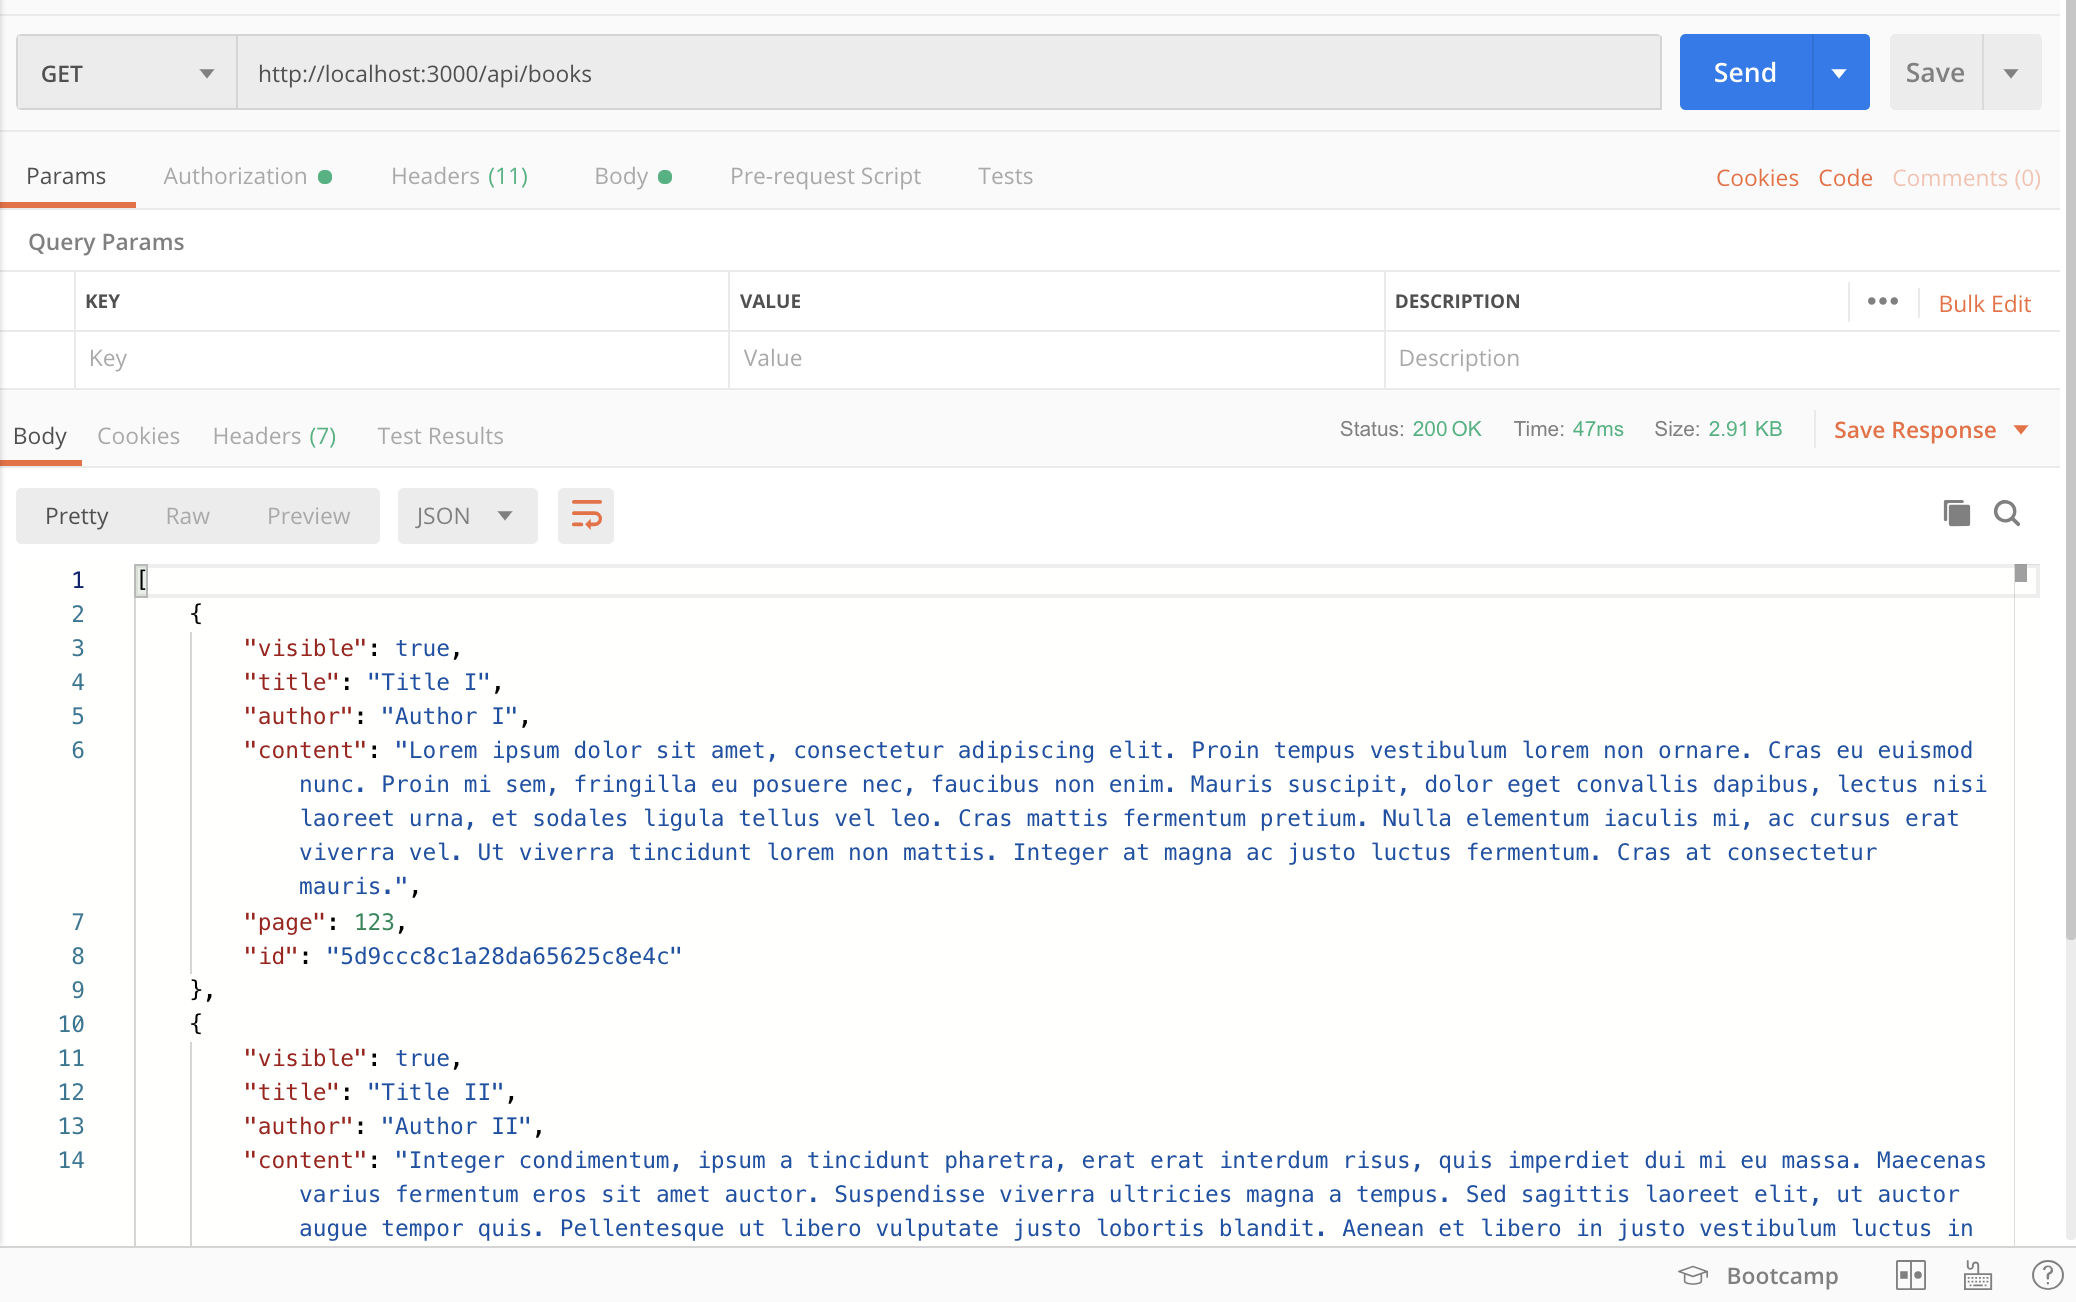 GET http://localhost:3000/api/books Send Save
Params Authorization Headers (11) Body Pre-request Script Tests Cookies Code Comments (0)
Query Params
KEY VALUE DESCRIPTION ••• Bulk Edit
Key Value Description
Body Cookies Headers (7) Test Results Status: 200 OK Time: 47ms Size: 2.91 KB Save Response
Pretty Raw Preview JSON
1 [
2 {
3 "visible": true,
4 "title": "Title I",
5 "author": "Author I",
6 "content": "Lorem ipsum dolor sit amet, consectetur adipiscing elit. Proin tempus vestibulum lorem non ornare. Cras eu euismod
nunc. Proin mi sem, fringilla eu posuere nec, faucibus non enim. Mauris suscipit, dolor eget convallis dapibus, lectus nisi
laoreet urna, et sodales ligula tellus vel leo. Cras mattis fermentum pretium. Nulla elementum iaculis mi, ac cursus erat
viverra vel. Ut viverra tincidunt lorem non mattis. Integer at magna ac justo luctus fermentum. Cras at consectetur
mauris.",
7 "page": 123,
8 "id": "5d9ccc8c1a28da65625c8e4c"
9 },
10 {
11 "visible": true,
12 "title": "Title II",
13 "author": "Author II",
14 "content": "Integer condimentum, ipsum a tincidunt pharetra, erat erat interdum risus, quis imperdiet dui mi eu massa. Maecenas
varius fermentum eros sit amet auctor. Suspendisse viverra ultricies magna a tempus. Sed sagittis laoreet elit, ut auctor
augue tempor quis. Pellentesque ut libero vulputate justo lobortis blandit. Aenean et libero in justo vestibulum luctus in
Bootcamp ?